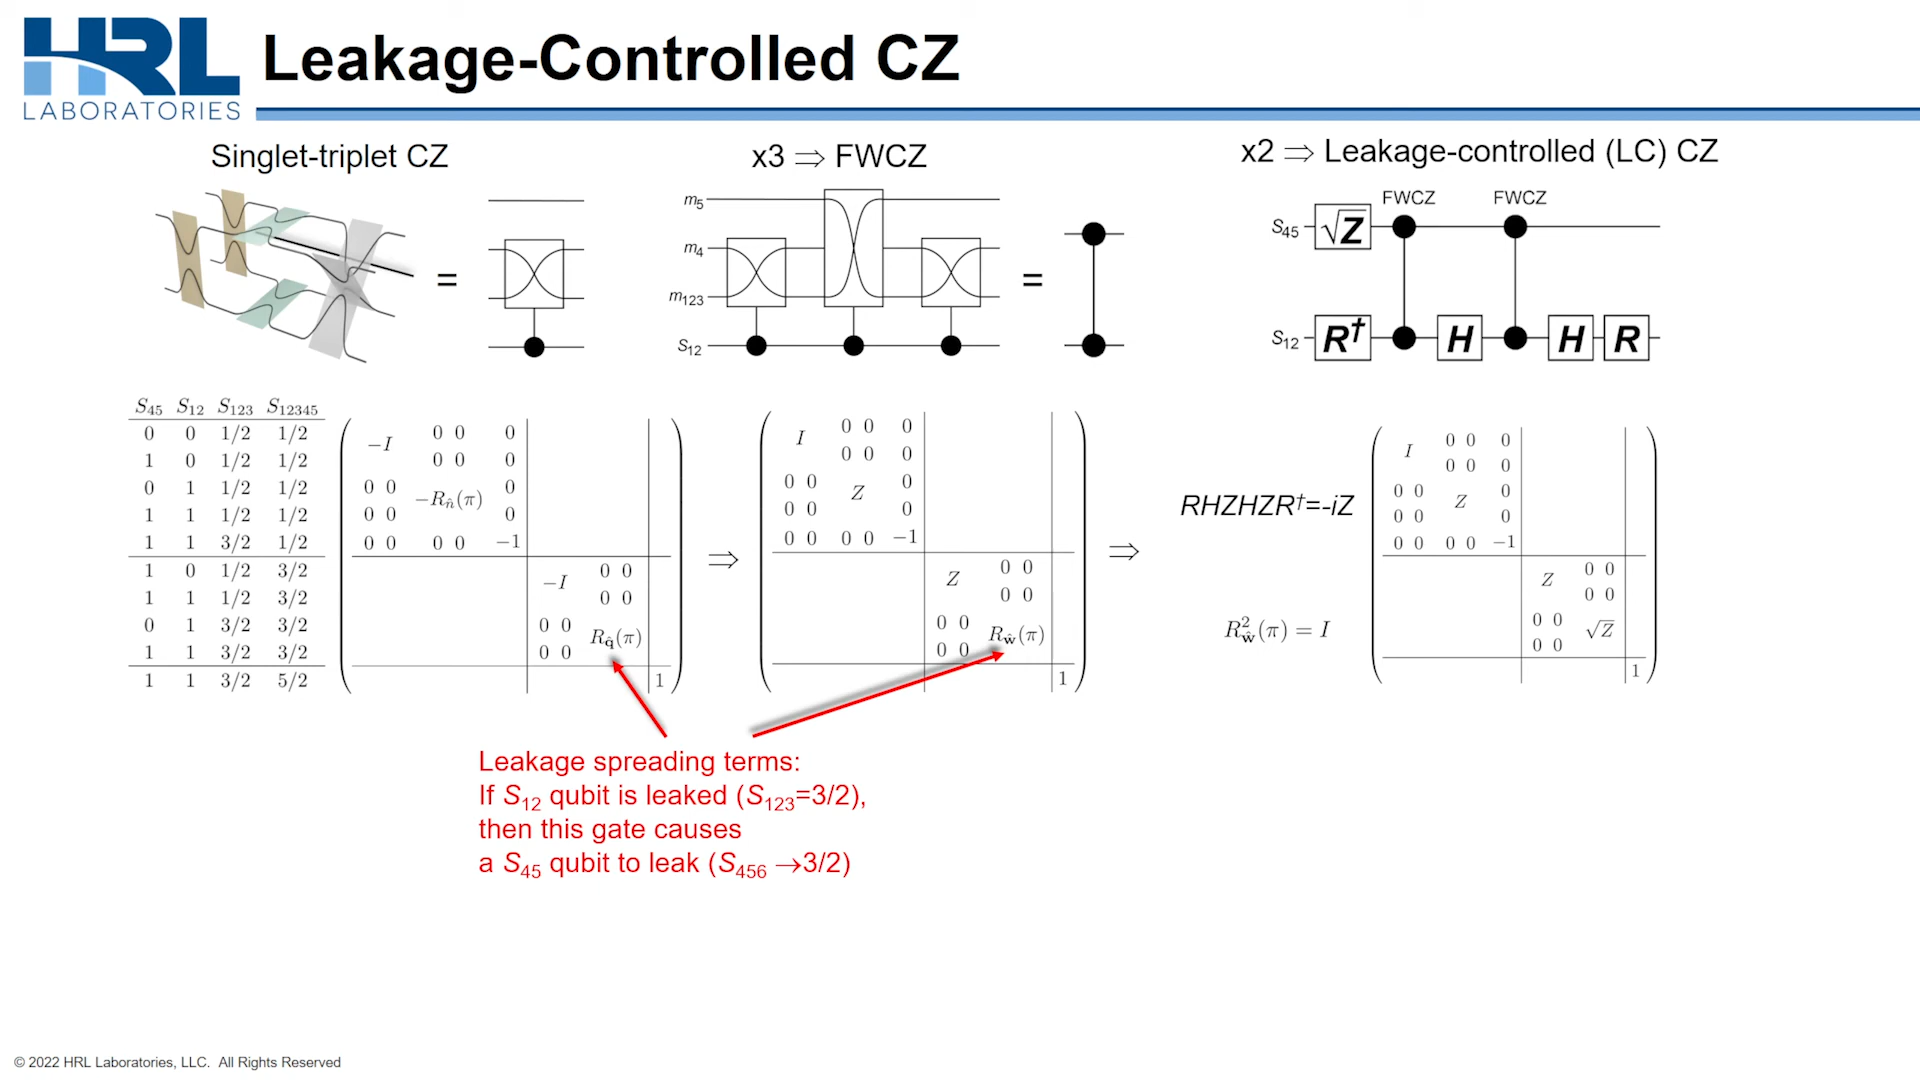 HRL
LABORATORIES
Leakage-Controlled CZ
Singlet-triplet CZ
=
x3 ⇒ FWCZ
m₅
m₄
m₁₂₃
S₁₂
=
x2 ⇒ Leakage-controlled (LC) CZ
FWCZ FWCZ
S₄₅ √Z
S₁₂ R† H H R
S₄₅ S₁₂ S₁₂₃ S₁₂₃₄₅
0 0 1/2 1/2
1 0 1/2 1/2
0 1 1/2 1/2
1 1 1/2 1/2
1 1 3/2 1/2
1 0 1/2 3/2
1 1 1/2 3/2
0 1 3/2 3/2
1 1 3/2 3/2
1 1 3/2 5/2
−I 0 0 0
0 0 0
0 0 −R_n̂(π) 0
0 0 0
0 0 0 0 −1
−I 0 0
0 0
0 0 R_q̂(π)
0 0
1
⇒
I 0 0 0
0 0 0
0 0 Z 0
0 0 0
0 0 0 0 −1
Z 0 0
0 0
0 0 R_ŵ(π)
0 0
1
⇒
RHZHZR†=-iZ
R²_ŵ(π) = I
I 0 0 0
0 0 0
0 0 Z 0
0 0 0
0 0 0 0 −1
Z 0 0
0 0
0 0 √Z
0 0
1
Leakage spreading terms:
If S₁₂ qubit is leaked (S₁₂₃=3/2),
then this gate causes
a S₄₅ qubit to leak (S₄₅₆ →3/2)
© 2022 HRL Laboratories, LLC. All Rights Reserved